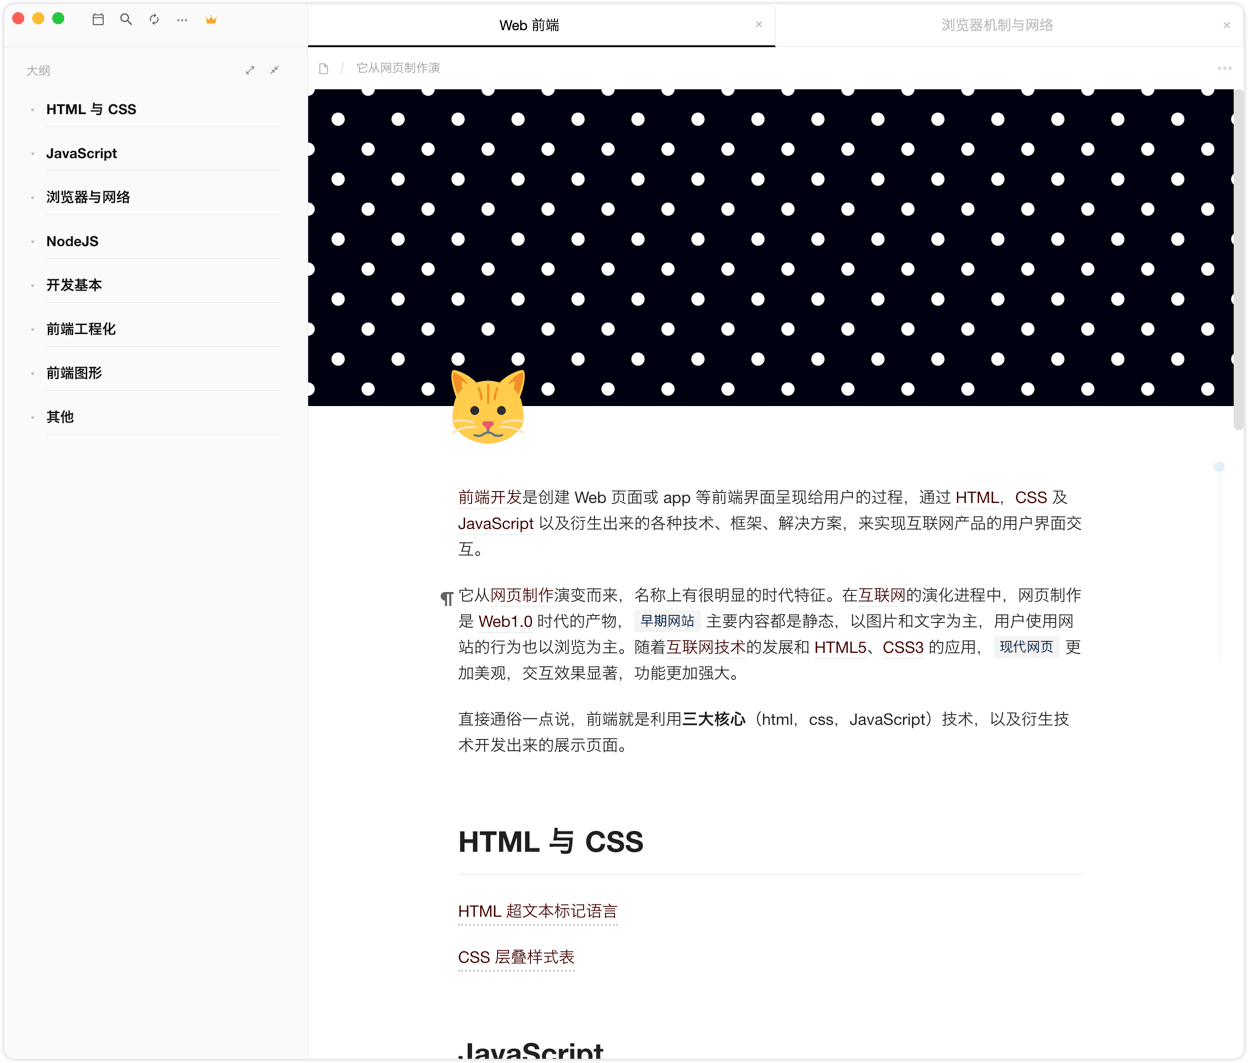 Web 前端
浏览器机制与网络
大纲
它从网页制作演
HTML 与 CSS
JavaScript
浏览器与网络
NodeJS
开发基本
前端工程化
前端图形
其他
前端开发是创建 Web 页面或 app 等前端界面呈现给用户的过程，通过 HTML，CSS 及
JavaScript 以及衍生出来的各种技术、框架、解决方案，来实现互联网产品的用户界面交
互。
它从网页制作演变而来，名称上有很明显的时代特征。在互联网的演化进程中，网页制作
是 Web1.0 时代的产物， 早期网站 主要内容都是静态，以图片和文字为主，用户使用网
站的行为也以浏览为主。随着互联网技术的发展和 HTML5、CSS3 的应用， 现代网页 更
加美观，交互效果显著，功能更加强大。
直接通俗一点说，前端就是利用三大核心（html，css，JavaScript）技术，以及衍生技
术开发出来的展示页面。
HTML 与 CSS
HTML 超文本标记语言
CSS 层叠样式表
JavaScript